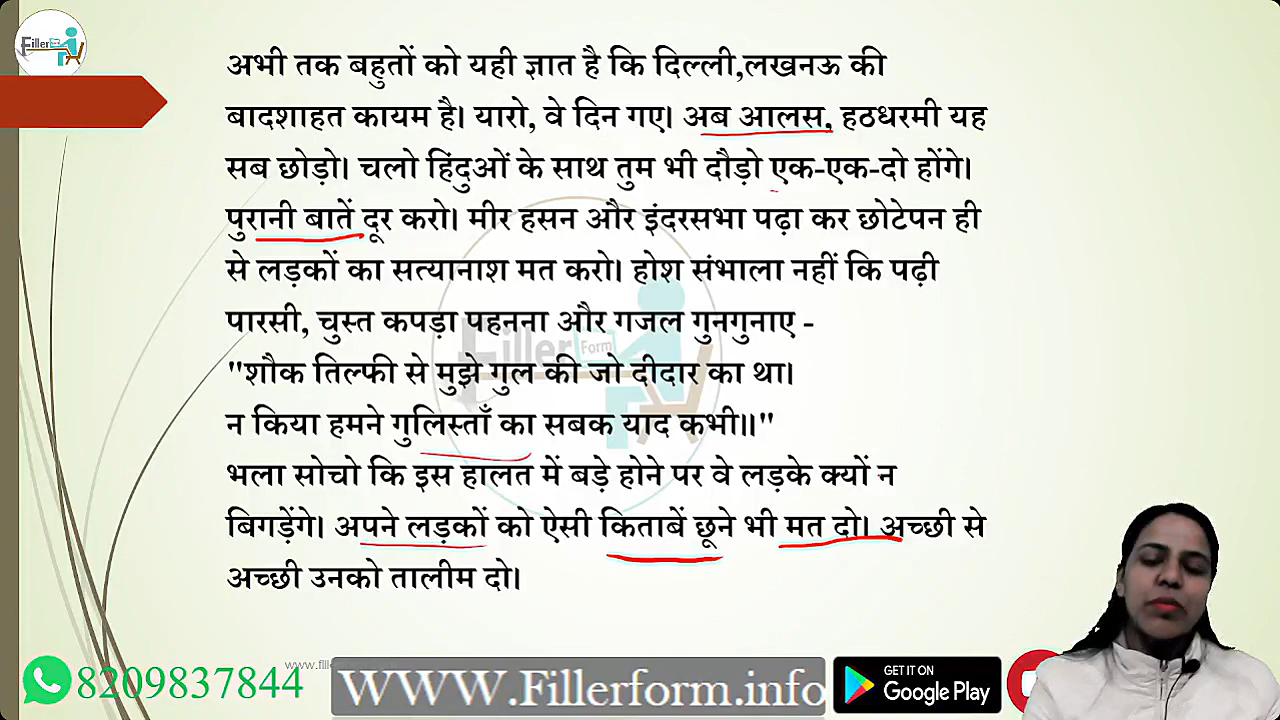 Filler Form
अभी तक बहुतों को यही ज्ञात है कि दिल्ली,लखनऊ की
बादशाहत कायम है। यारो, वे दिन गए। अब आलस, हठधरमी यह
सब छोड़ो। चलो हिंदुओं के साथ तुम भी दौड़ो एक-एक-दो होंगे।
पुरानी बातें दूर करो। मीर हसन और इंदरसभा पढ़ा कर छोटेपन ही
से लड़कों का सत्यानाश मत करो। होश संभाला नहीं कि पढ़ी
पारसी, चुस्त कपड़ा पहनना और गजल गुनगुनाए -
"शौक तिल्फी से मुझे गुल की जो दीदार का था।
न किया हमने गुलिस्ताँ का सबक याद कभी॥"
भला सोचो कि इस हालत में बड़े होने पर वे लड़के क्यों न
बिगड़ेंगे। अपने लड़कों को ऐसी किताबें छूने भी मत दो। अच्छी से
अच्छी उनको तालीम दो।
Filler Form
8209837844
WWW.Fillerform.info
GET IT ON
Google Play